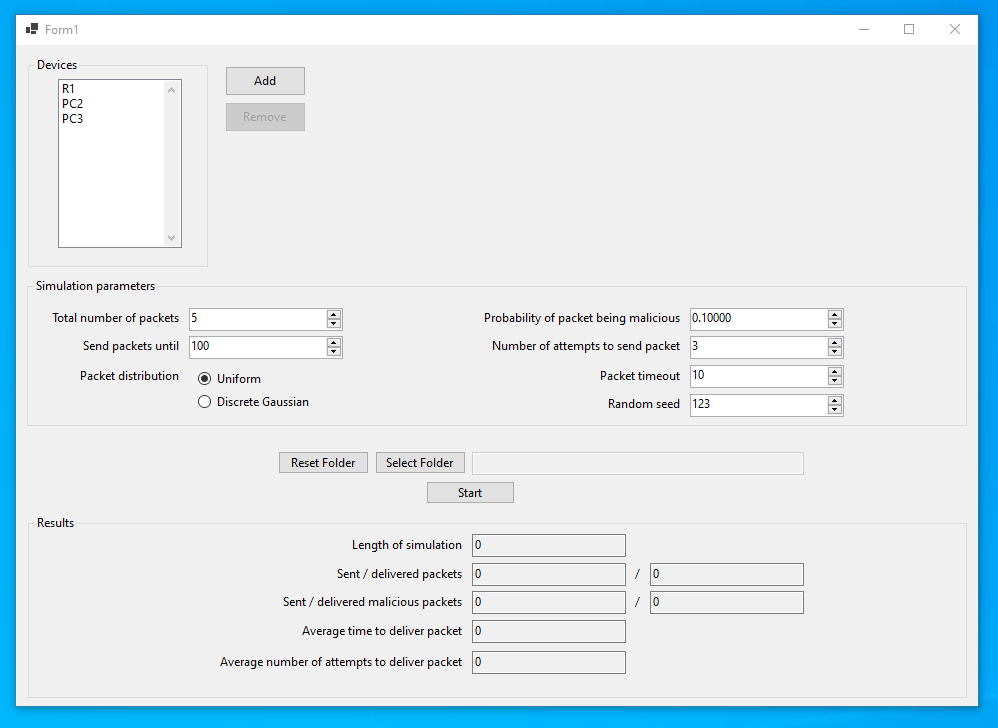 Form1
Devices
R1
PC2
PC3
Add
Remove
Simulation parameters
Total number of packets 5
Send packets until 100
Packet distribution
Uniform
Discrete Gaussian
Probability of packet being malicious 0.10000
Number of attempts to send packet 3
Packet timeout 10
Random seed 123
Reset Folder Select Folder
Start
Results
Length of simulation 0
Sent / delivered packets 0 / 0
Sent / delivered malicious packets 0 / 0
Average time to deliver packet 0
Average number of attempts to deliver packet 0